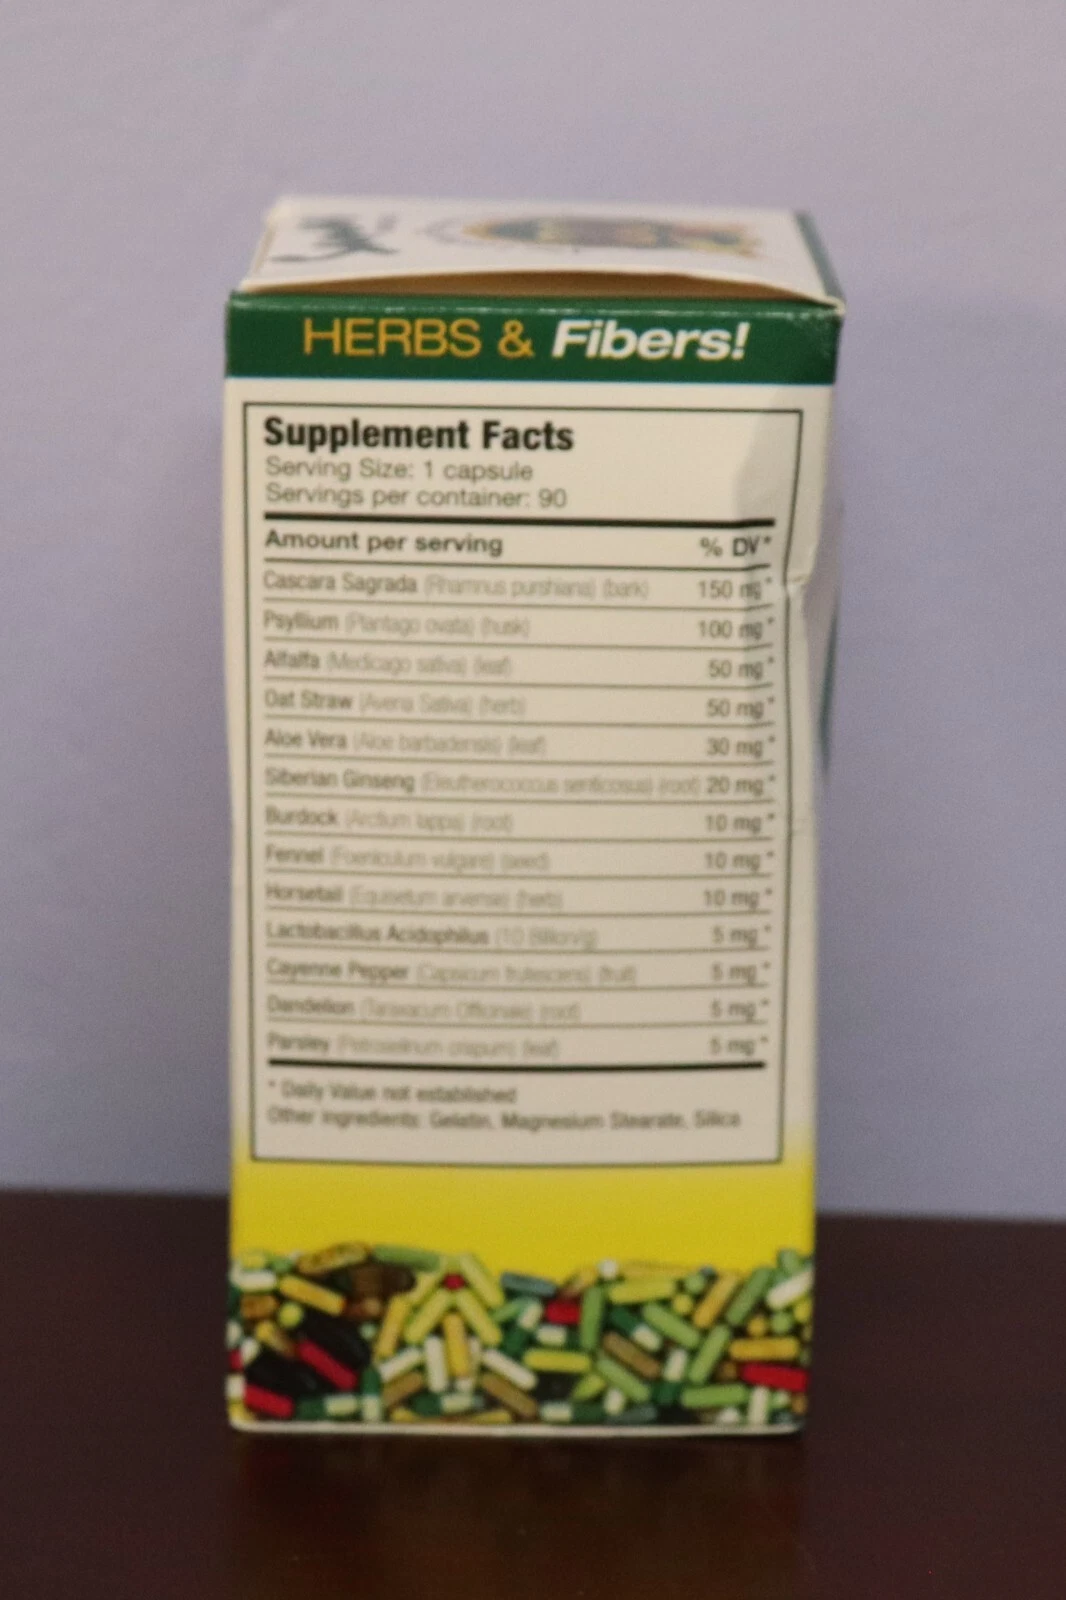 HERBS & Fibers!
Supplement Facts
Serving Size: 1 capsule
Servings per container: 90
Amount per serving % DV*
Cascara Sagrada (Rhamnus purshiana) (bark) 150 mg*
Psyllium (Plantago ovata) (husk) 100 mg*
Alfalfa (Medicago sativa) (leaf) 50 mg*
Oat Straw (Avena Sativa) (herb) 50 mg*
Aloe Vera (Aloe barbadensis) (leaf) 30 mg*
Siberian Ginseng (Eleutherococcus senticosus) (root) 20 mg*
Burdock (Arctium lappa) (root) 10 mg*
Fennel (Foeniculum vulgare) (seed) 10 mg*
Horsetail (Equisetum arvense) (herb) 10 mg*
Lactobacillus Acidophilus (10 Billion/g) 5 mg*
Cayenne Pepper (Capsicum frutescens) (fruit) 5 mg*
Dandelion (Taraxacum Officinale) (root) 5 mg*
Parsley (Petroselinum crispum) (leaf) 5 mg*
* Daily Value not established
Other ingredients: Gelatin, Magnesium Stearate, Silica